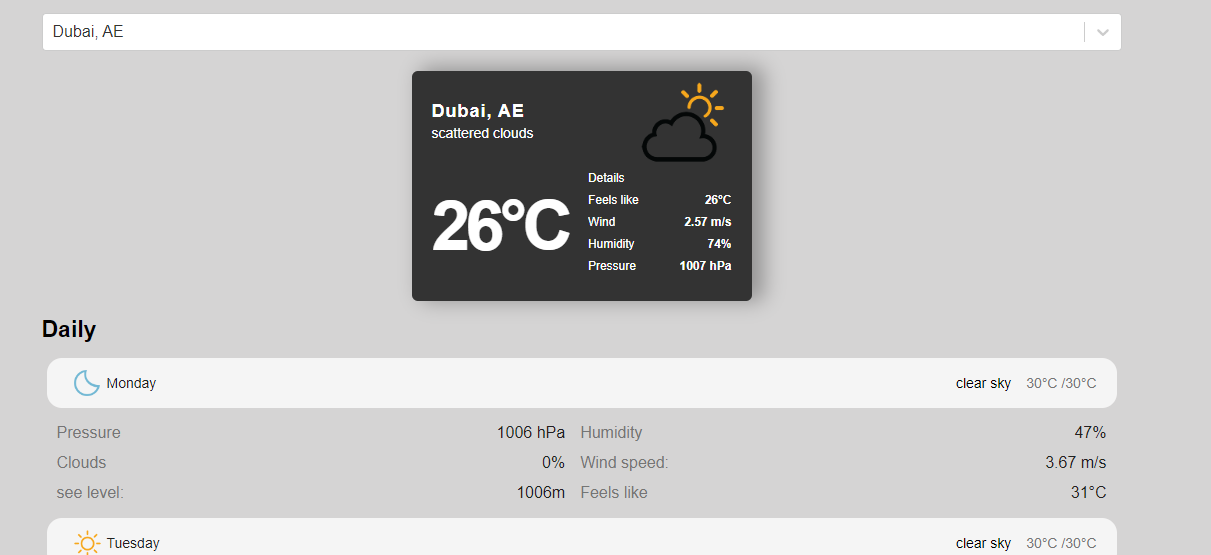 Dubai, AE
Dubai, AE
scattered clouds
26°C
Details
Feels like 26°C
Wind 2.57 m/s
Humidity 74%
Pressure 1007 hPa
Daily
Monday clear sky 30°C /30°C
Pressure 1006 hPa Humidity 47%
Clouds 0% Wind speed: 3.67 m/s
see level: 1006m Feels like 31°C
Tuesday clear sky 30°C /30°C